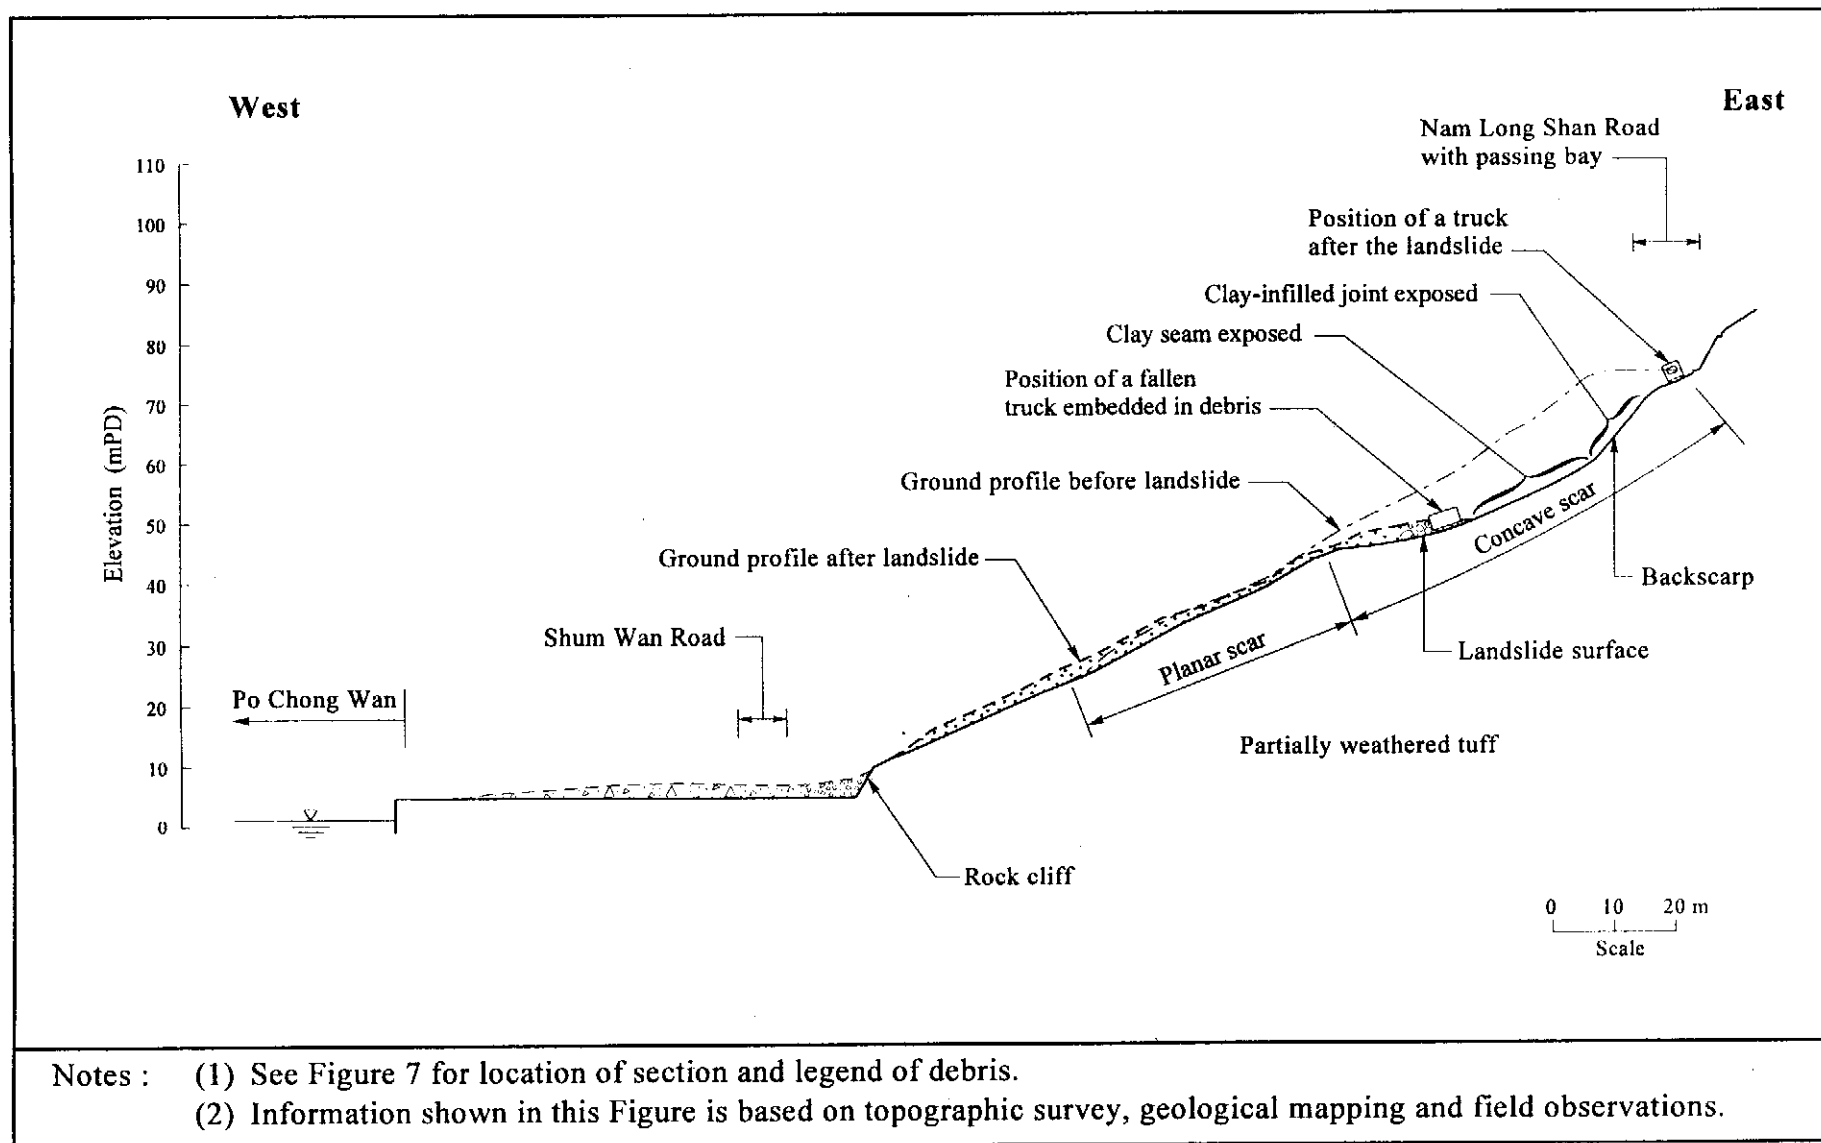 West
East
Nam Long Shan Road
with passing bay
110
100
90
80
70
60
50
40
30
20
10
0
Elevation (mPD)
Position of a truck
after the landslide
Clay-infilled joint exposed
Clay seam exposed
Position of a fallen
truck embedded in debris
Ground profile before landslide
Ground profile after landslide
Concave scar
Backscarp
Shum Wan Road
Landslide surface
Planar scar
Po Chong Wan
Partially weathered tuff
Rock cliff
0 10 20 m
Scale
Notes : (1) See Figure 7 for location of section and legend of debris.
(2) Information shown in this Figure is based on topographic survey, geological mapping and field observations.